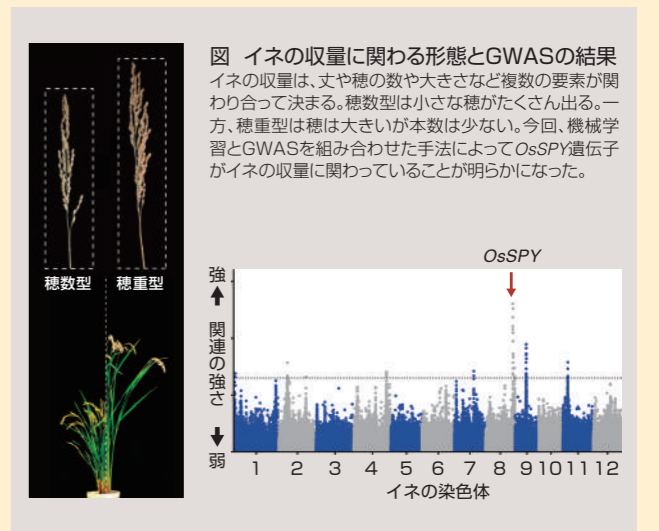 図 イネの収量に関わる形態とGWASの結果
イネの収量は、丈や穂の数や大きさなど複数の要素が関
わり合って決まる。穂数型は小さな穂がたくさん出る。一
方、穂重型は穂は大きいが本数は少ない。今回、機械学
習とGWASを組み合わせた手法によってOsSPY遺伝子
がイネの収量に関わっていることが明らかになった。
穂数型 穂重型
OsSPY
強
関連の強さ
弱
1 2 3 4 5 6 7 8 9 10 11 12
イネの染色体